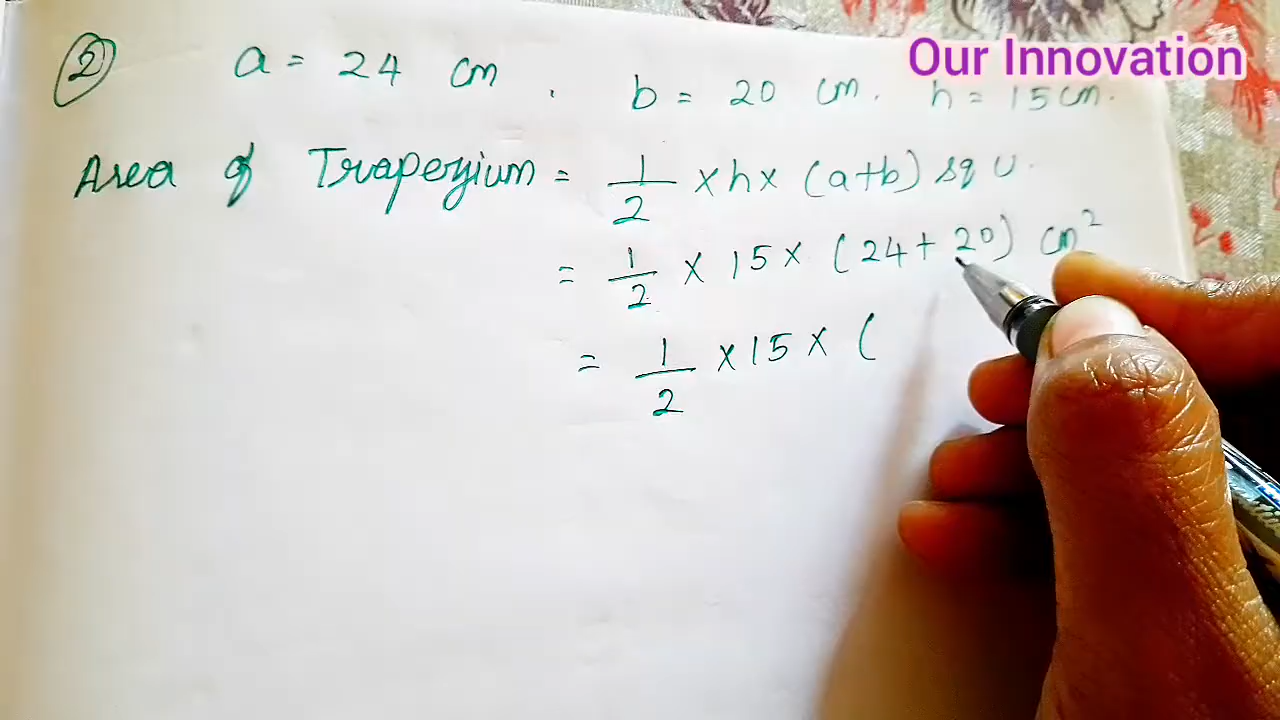 Our Innovation
② a = 24 cm . b = 20 cm. h = 15 cm.
Area of Trapezium = 1/2 × h × (a+b) sq u.
= 1/2 × 15 × (24 + 20) cm²
= 1/2 × 15 × (